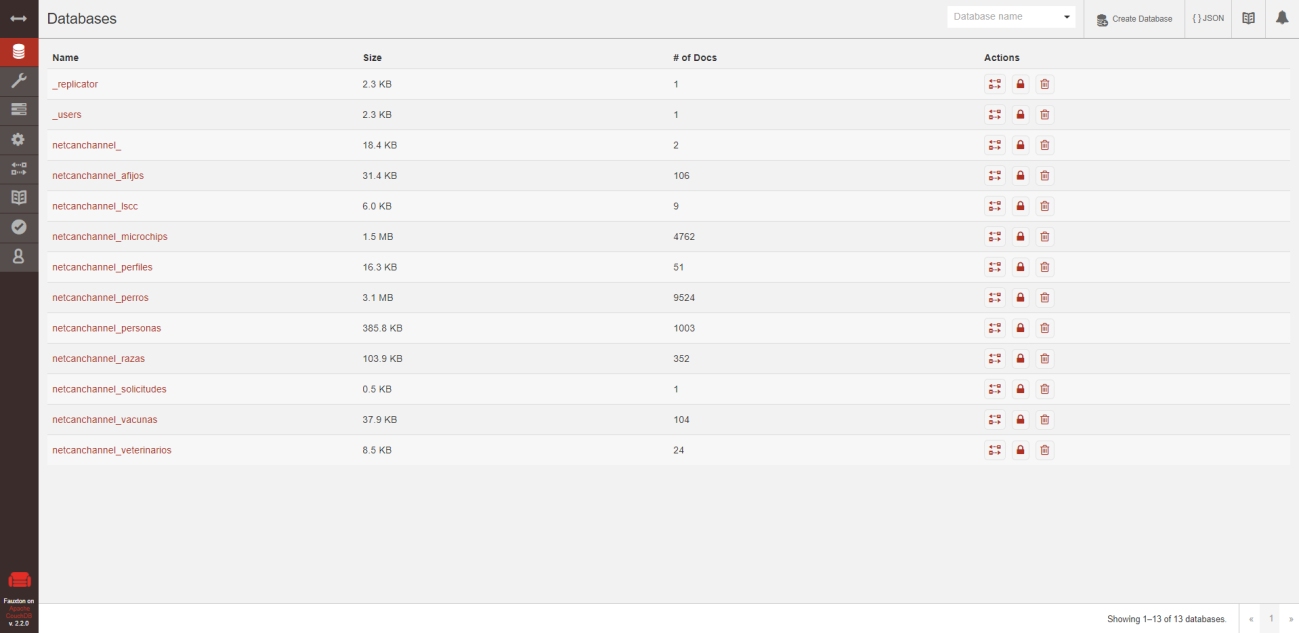 Databases
Database name
Create Database
{ } JSON
Name Size # of Docs Actions
_replicator 2.3 KB 1
_users 2.3 KB 1
netcanchannel_ 18.4 KB 2
netcanchannel_afijos 31.4 KB 106
netcanchannel_lscc 6.0 KB 9
netcanchannel_microchips 1.5 MB 4762
netcanchannel_perfiles 16.3 KB 51
netcanchannel_perros 3.1 MB 9524
netcanchannel_personas 385.8 KB 1003
netcanchannel_razas 103.9 KB 352
netcanchannel_solicitudes 0.5 KB 1
netcanchannel_vacunas 37.9 KB 104
netcanchannel_veterinarios 8.5 KB 24
Fauxton on
Apache
CouchDB
v. 2.2.0
Showing 1–13 of 13 databases.
« 1 »